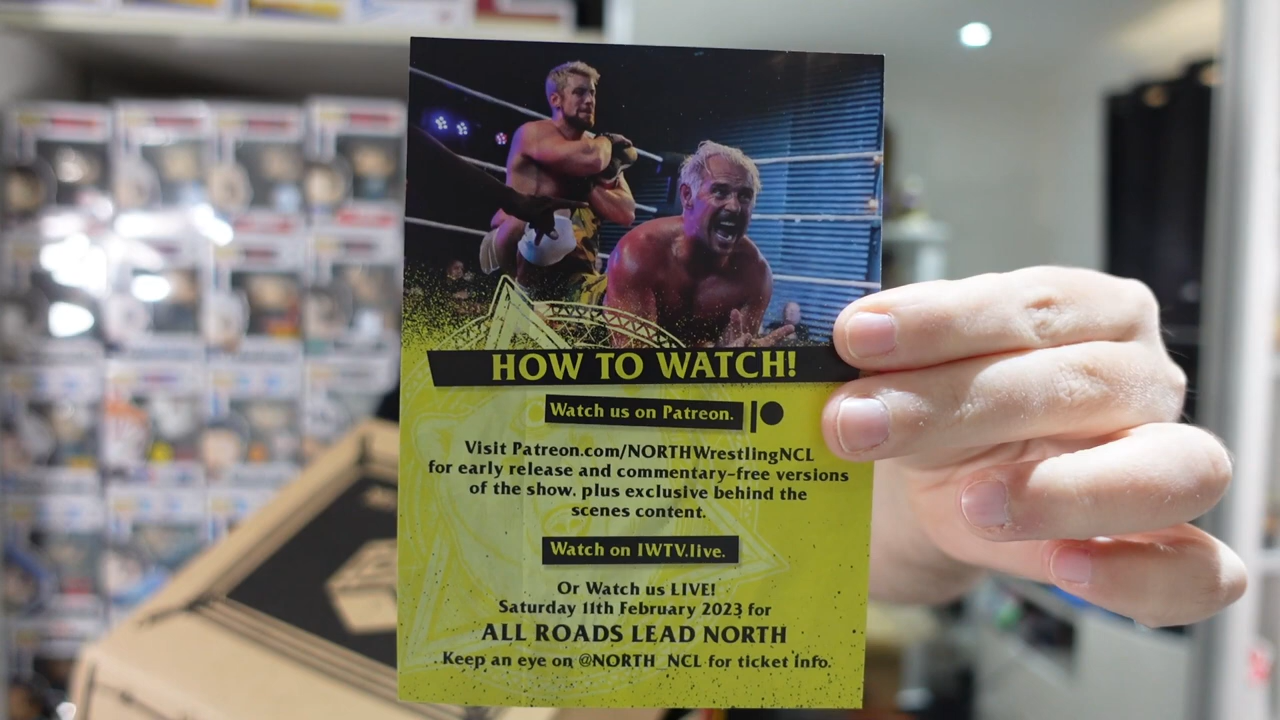 HOW TO WATCH!
Watch us on Patreon.
Visit Patreon.com/NORTHWrestlingNCL
for early release and commentary-free versions
of the show, plus exclusive behind the
scenes content.
Watch on IWTV.live.
Or Watch us LIVE!
Saturday 11th February 2023 for
ALL ROADS LEAD NORTH
Keep an eye on @NORTH_NCL for ticket info.